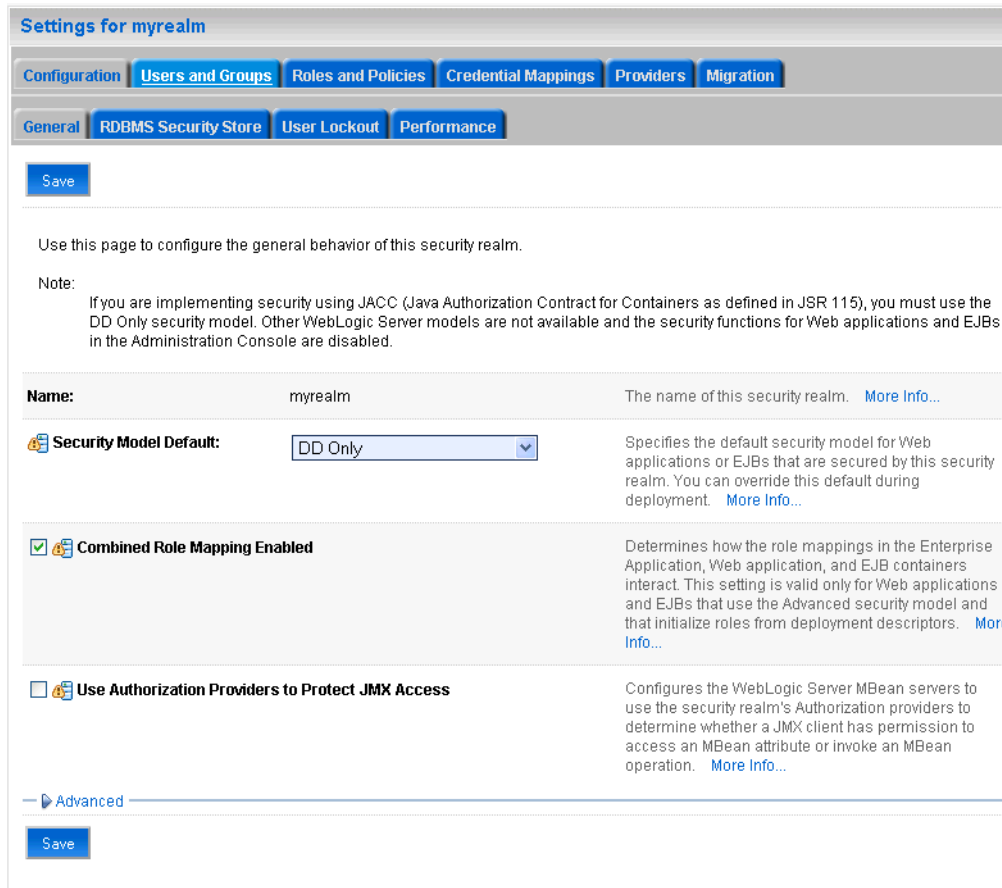 Settings for myrealm
Configuration Users and Groups Roles and Policies Credential Mappings Providers Migration
General RDBMS Security Store User Lockout Performance
Save
Use this page to configure the general behavior of this security realm.
Note:
If you are implementing security using JACC (Java Authorization Contract for Containers as defined in JSR 115), you must use the
DD Only security model. Other WebLogic Server models are not available and the security functions for Web applications and EJBs
in the Administration Console are disabled.
Name: myrealm The name of this security realm. More Info...
Security Model Default: DD Only Specifies the default security model for Web
applications or EJBs that are secured by this security
realm. You can override this default during
deployment. More Info...
Combined Role Mapping Enabled Determines how the role mappings in the Enterprise
Application, Web application, and EJB containers
interact. This setting is valid only for Web applications
and EJBs that use the Advanced security model and
that initialize roles from deployment descriptors. More
Info...
Use Authorization Providers to Protect JMX Access Configures the WebLogic Server MBean servers to
use the security realm's Authorization providers to
determine whether a JMX client has permission to
access an MBean attribute or invoke an MBean
operation. More Info...
Advanced
Save